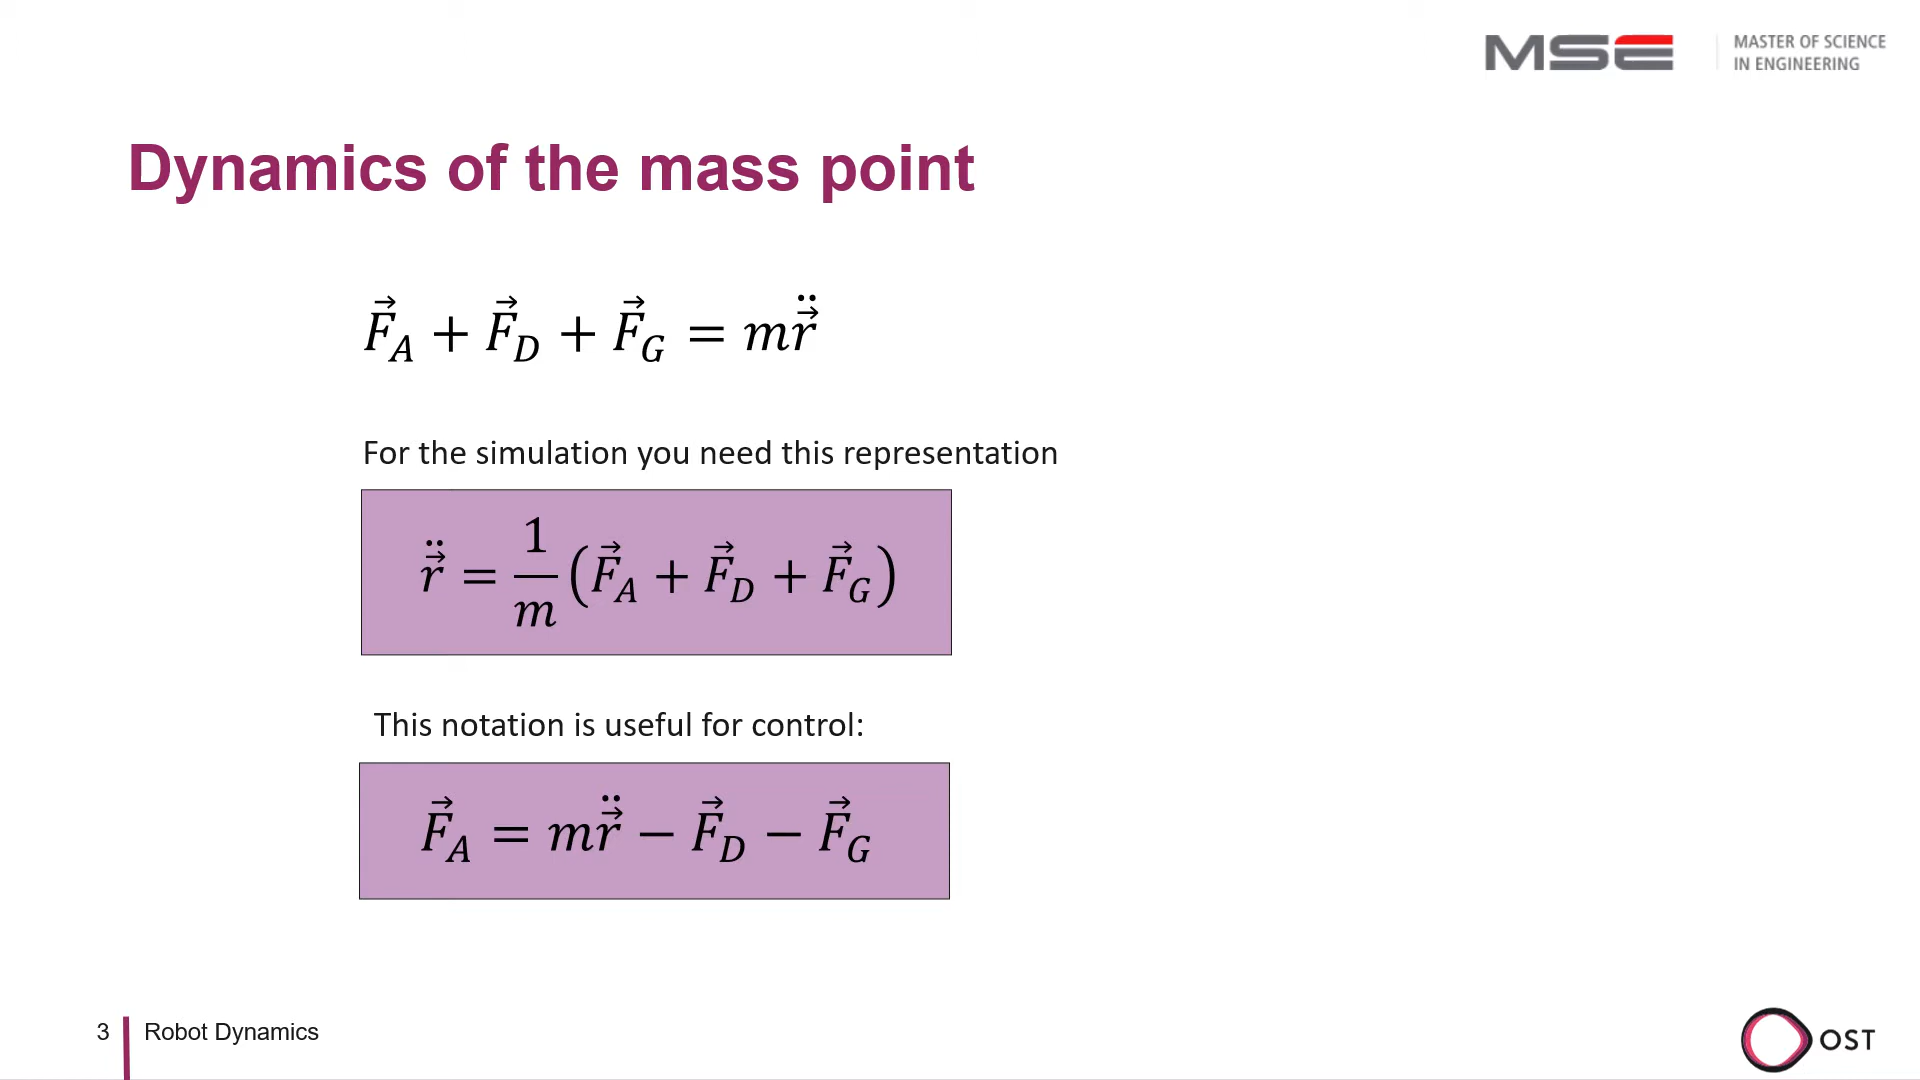 MSE
MASTER OF SCIENCE
IN ENGINEERING
Dynamics of the mass point
$\vec{F}_A + \vec{F}_D + \vec{F}_G = m\ddot{\vec{r}}$
For the simulation you need this representation
$\ddot{\vec{r}} = \frac{1}{m}\left(\vec{F}_A + \vec{F}_D + \vec{F}_G\right)$
This notation is useful for control:
$\vec{F}_A = m\ddot{\vec{r}} - \vec{F}_D - \vec{F}_G$
3 Robot Dynamics
OST